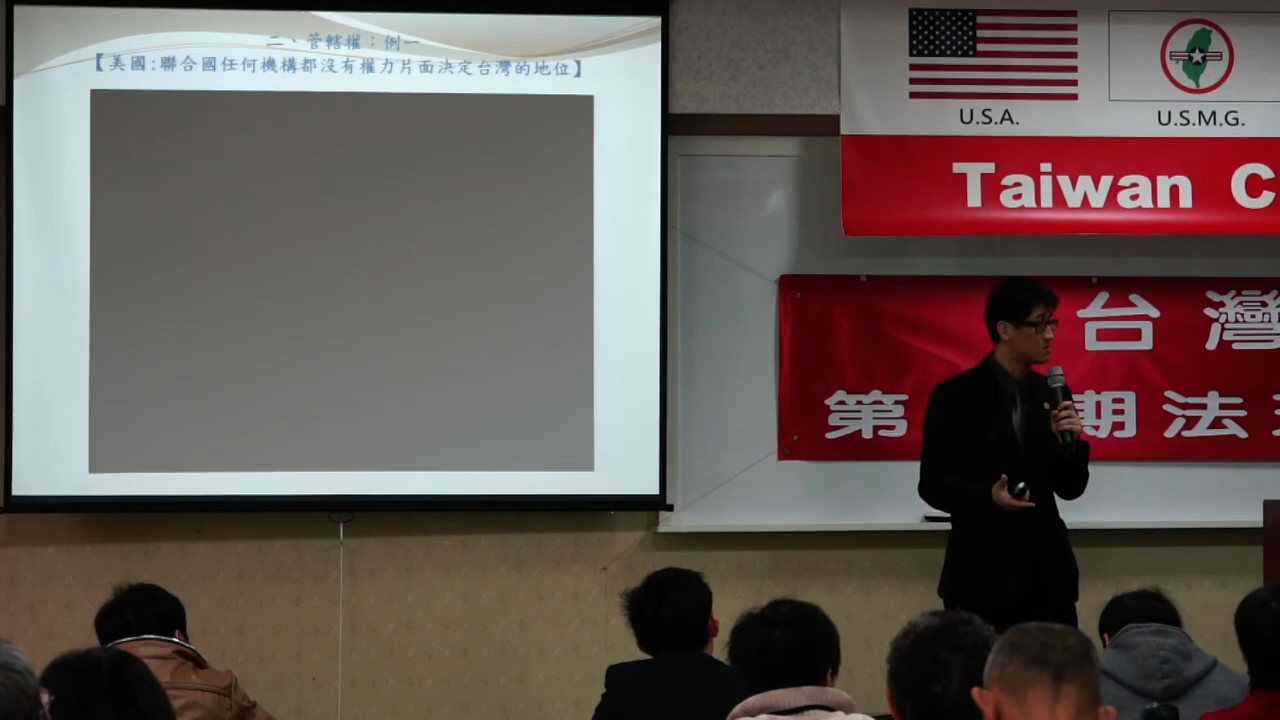 二、管轄權：例一
【美國:聯合國任何機構都沒有權力片面決定台灣的地位】
U.S.A.
U.S.M.G.
Taiwan C
台灣
第 期法